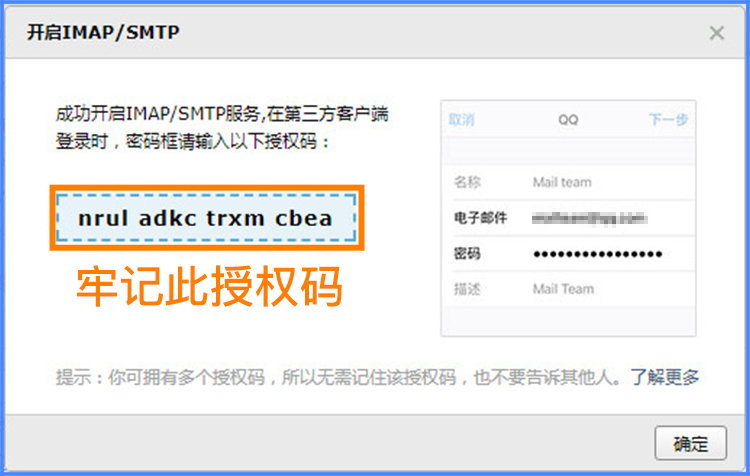 开启IMAP/SMTP
成功开启IMAP/SMTP服务,在第三方客户端
登录时，密码框请输入以下授权码：
nrul adkc trxm cbea
牢记此授权码
取消 QQ 下一步
名称 Mail team
电子邮件
密码 ●●●●●●●●●●●●●●●●
描述 Mail Team
提示：你可拥有多个授权码，所以无需记住该授权码，也不要告诉其他人。了解更多
确定